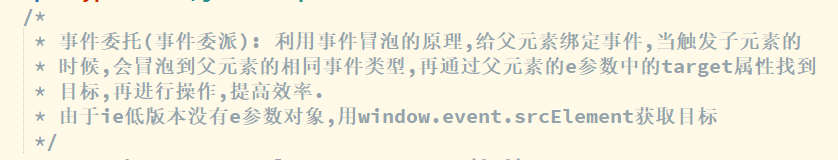 /*
* 事件委托(事件委派): 利用事件冒泡的原理,给父元素绑定事件,当触发子元素的
* 时候,会冒泡到父元素的相同事件类型,再通过父元素的e参数中的target属性找到
* 目标,再进行操作,提高效率.
* 由于ie低版本没有e参数对象,用window.event.srcElement获取目标
*/